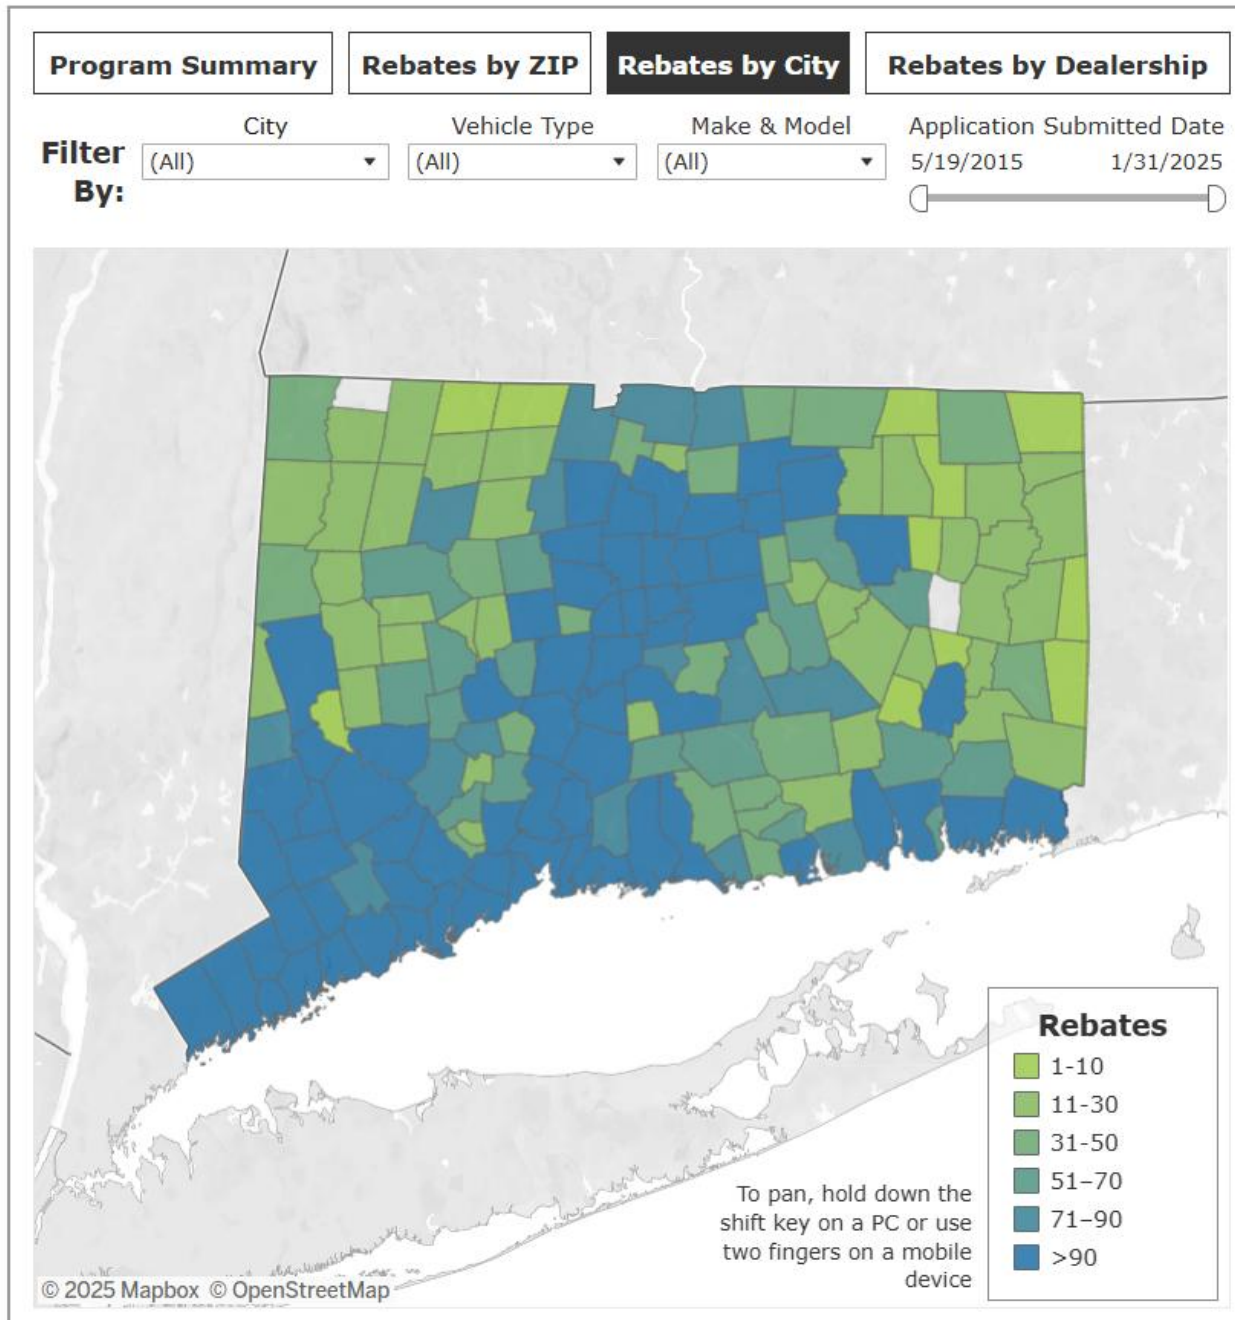 Program Summary
Rebates by ZIP
Rebates by City
Rebates by Dealership
Filter
By:
City
(All)
Vehicle Type
(All)
Make & Model
(All)
Application Submitted Date
5/19/2015 1/31/2025
Rebates
1-10
11-30
31-50
51–70
71–90
>90
To pan, hold down the
shift key on a PC or use
two fingers on a mobile
device
© 2025 Mapbox © OpenStreetMap